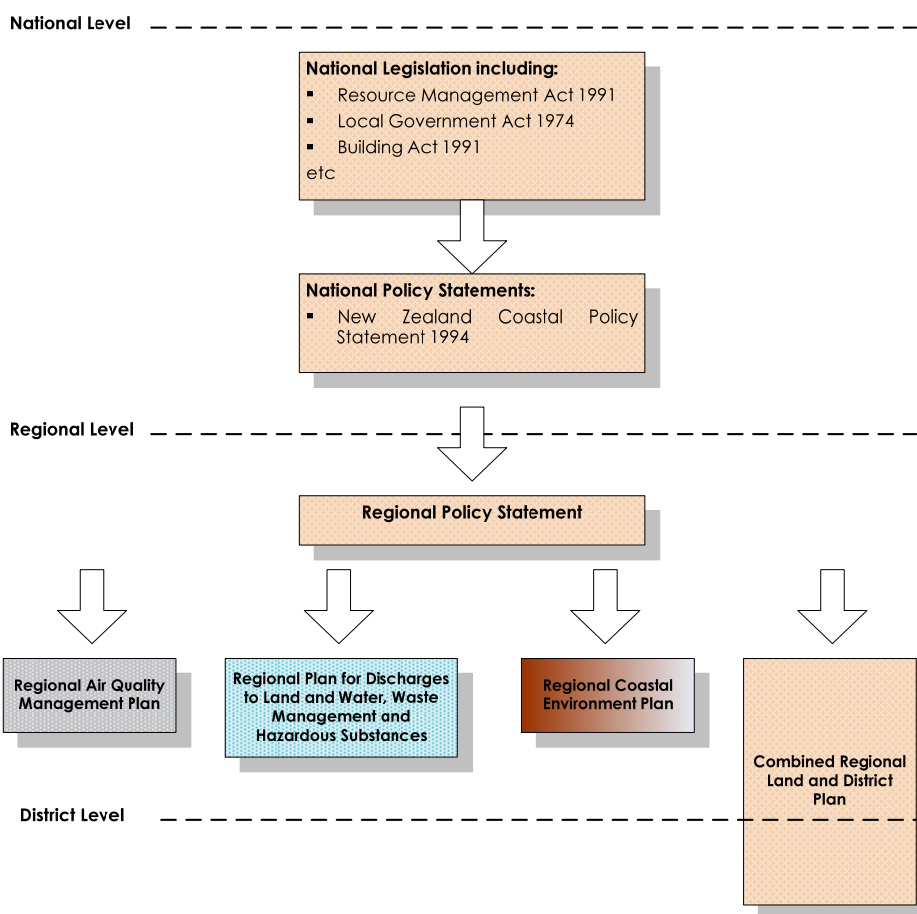 National Level
National Legislation including:
▪ Resource Management Act 1991
▪ Local Government Act 1974
▪ Building Act 1991
etc
National Policy Statements:
▪ New Zealand Coastal Policy
Statement 1994
Regional Level
Regional Policy Statement
Regional Air Quality
Management Plan
Regional Plan for Discharges
to Land and Water, Waste
Management and
Hazardous Substances
Regional Coastal
Environment Plan
Combined Regional
Land and District
Plan
District Level